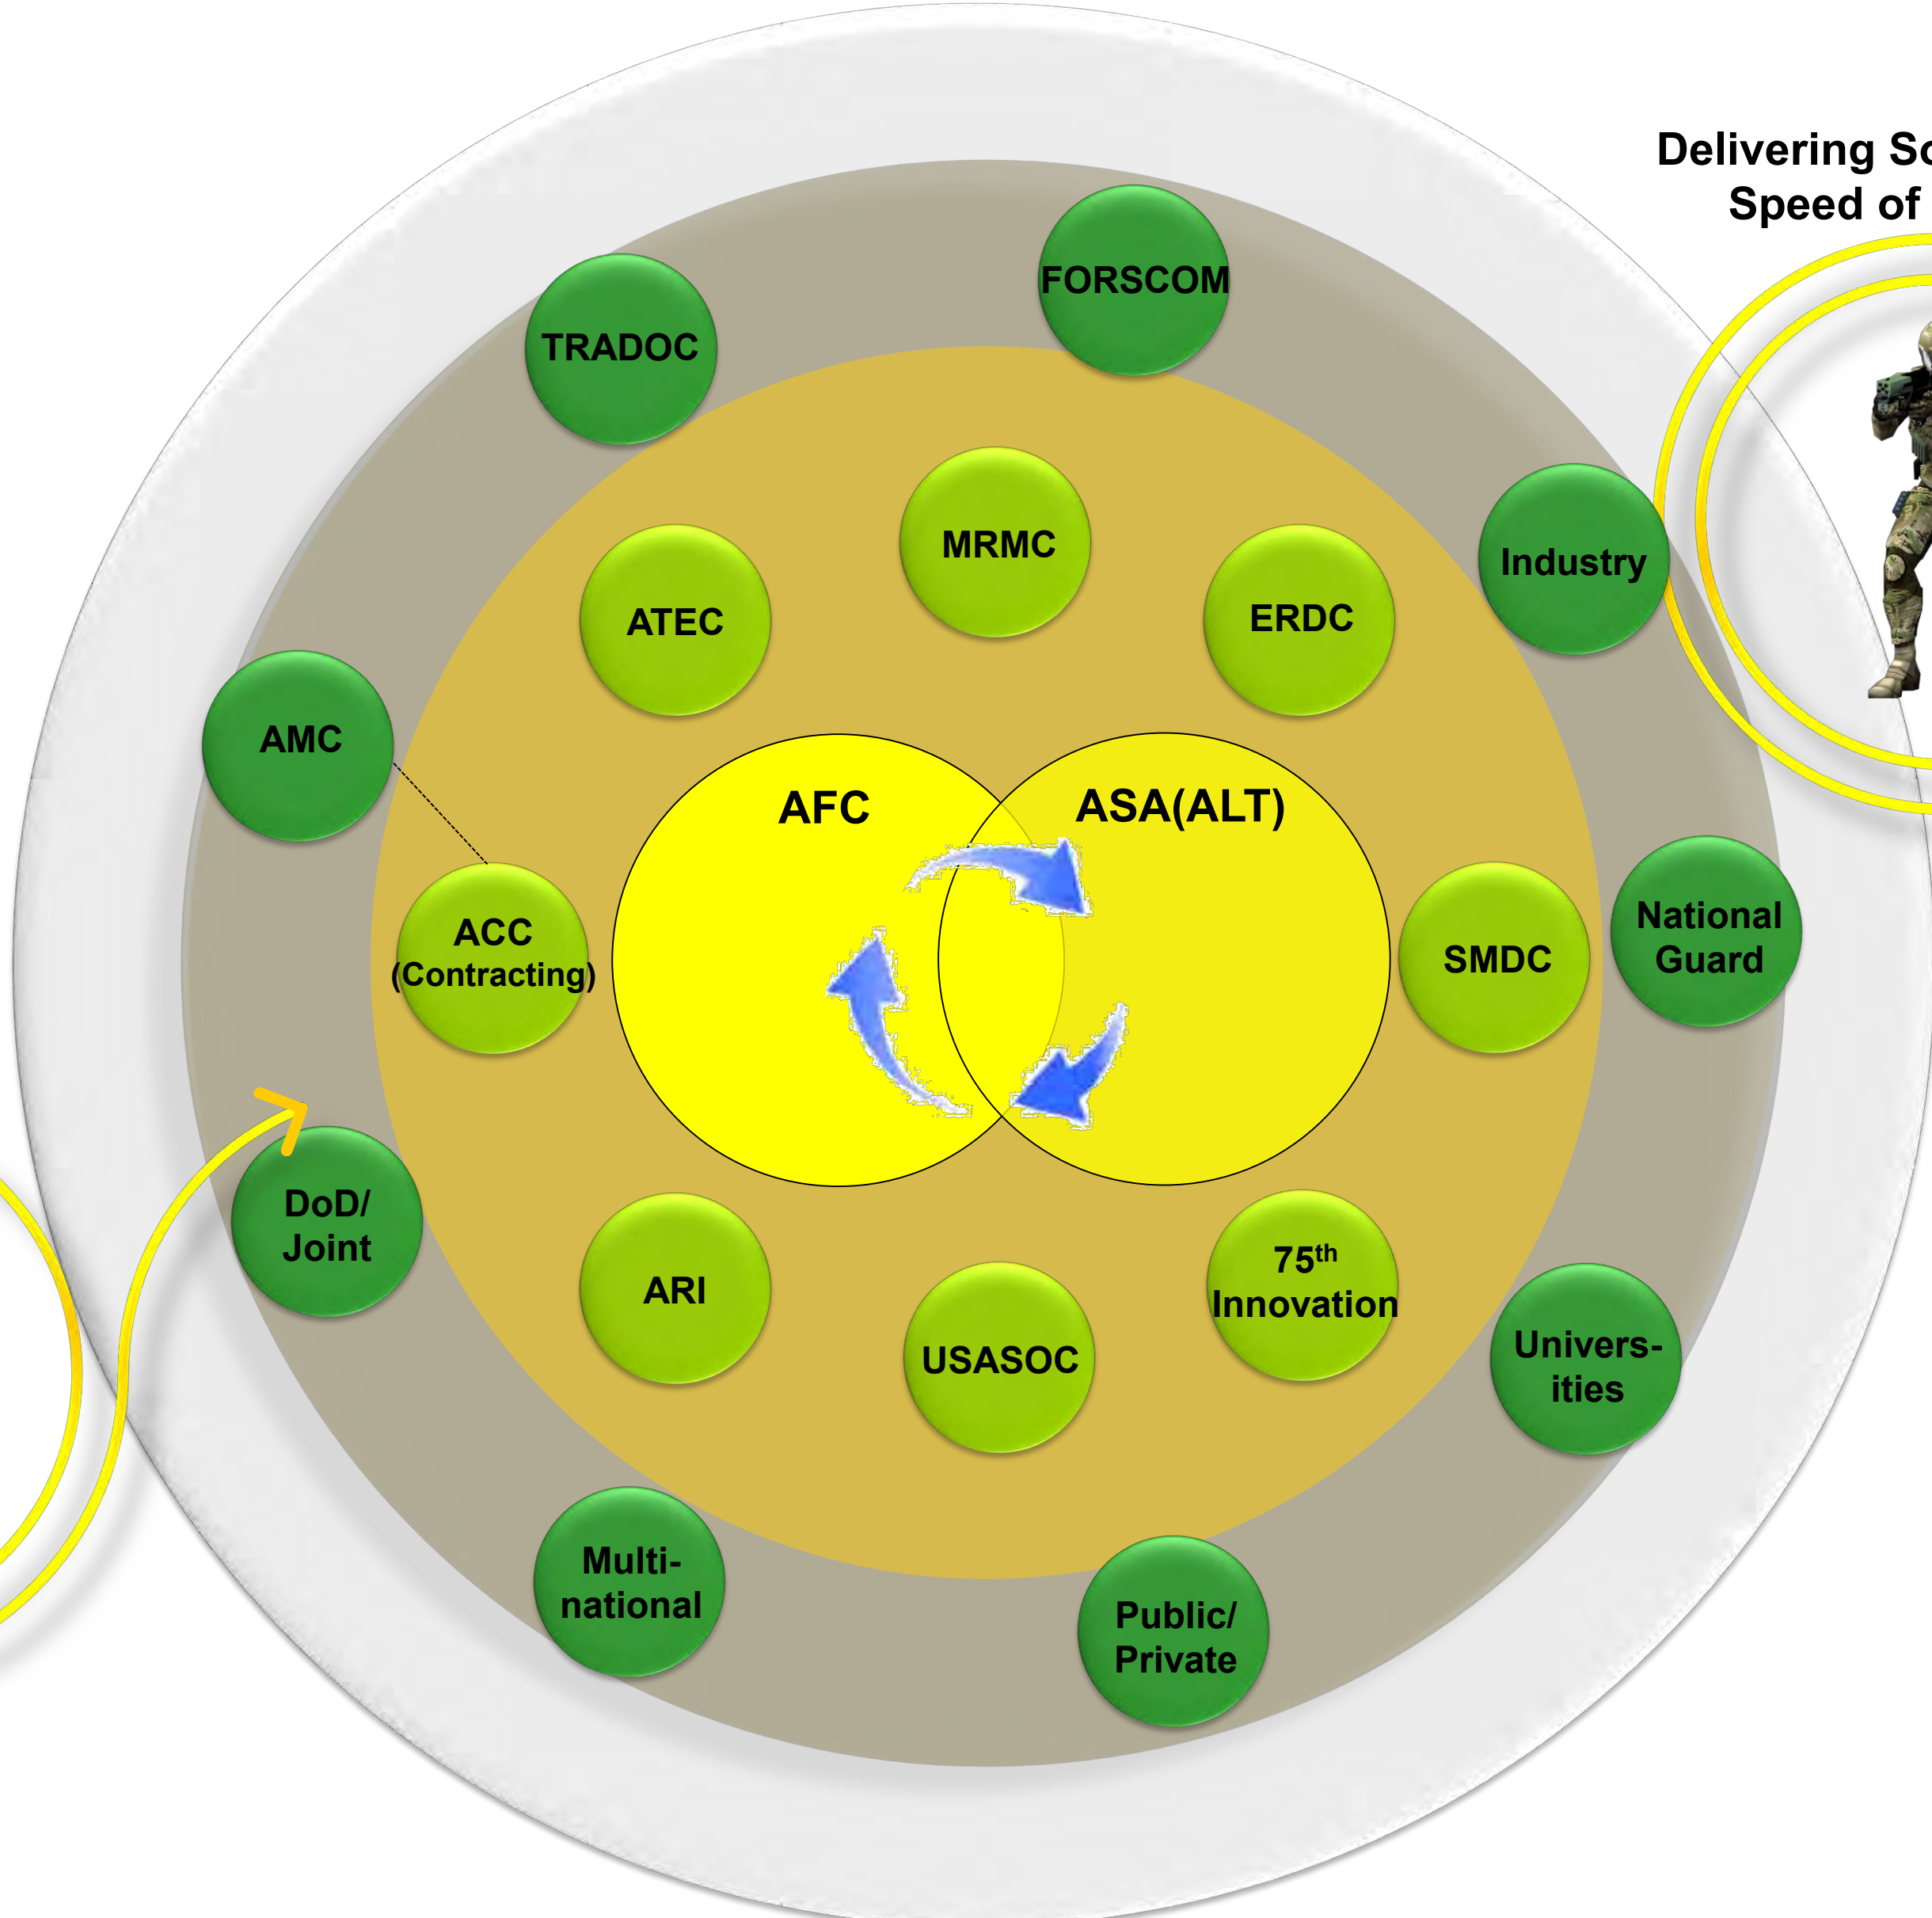 Delivering
Speed of
FORSCOM
TRADOC
MRMC
Industry
ATEC
ERDC
AMC
AFC
ASA(ALT)
ACC
(Contracting)
SMDC
National
Guard
DoD/
Joint
ARI
75th
Innovation
USASOC
Univers-
ities
Multi-
national
Public/
Private